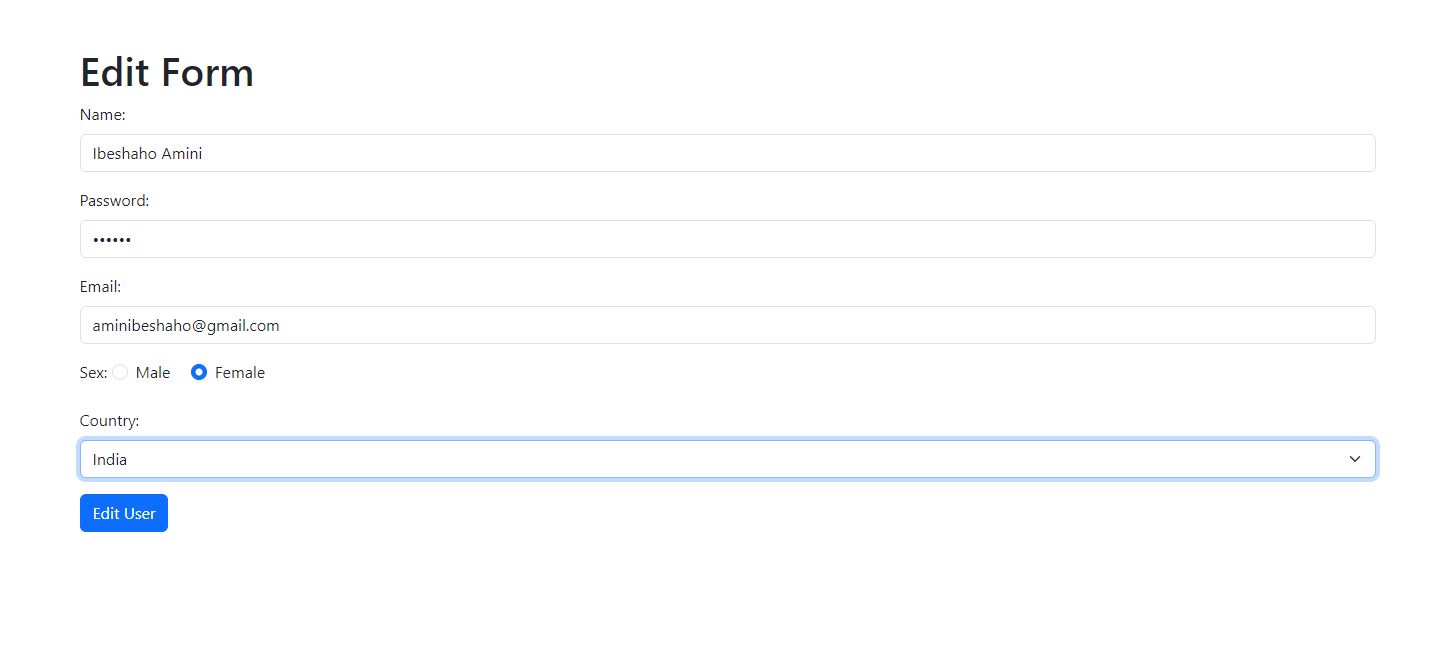 Edit Form
Name:
Ibeshaho Amini
Password:
••••••
Email:
aminibeshaho@gmail.com
Sex: Male Female
Country:
India
Edit User